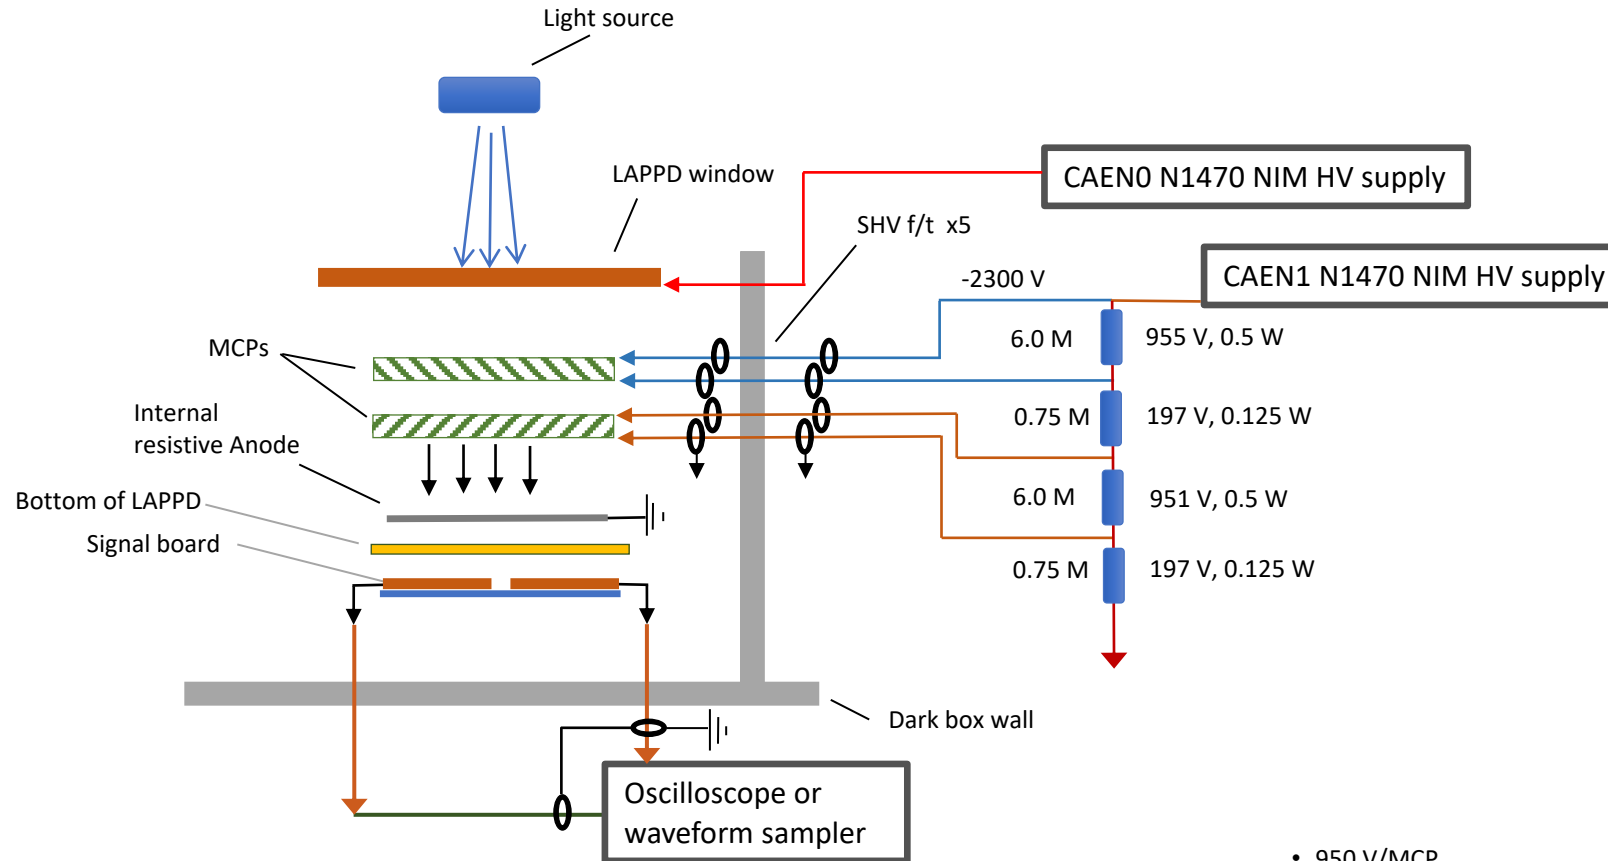 Light source
LAPPD window
CAEN0 N1470 NIM HV supply
SHV f/t  x5
CAEN1 N1470 NIM HV supply
-2300 V
MCPs
6.0 M
955 V, 0.5 W
Internal
resistive Anode
0.75 M
197 V, 0.125 W
Bottom of LAPPD
6.0 M
951 V, 0.5 W
Signal board
0.75 M
197 V, 0.125 W
Dark box wall
Oscilloscope or
waveform sampler
• 950 V/MCP